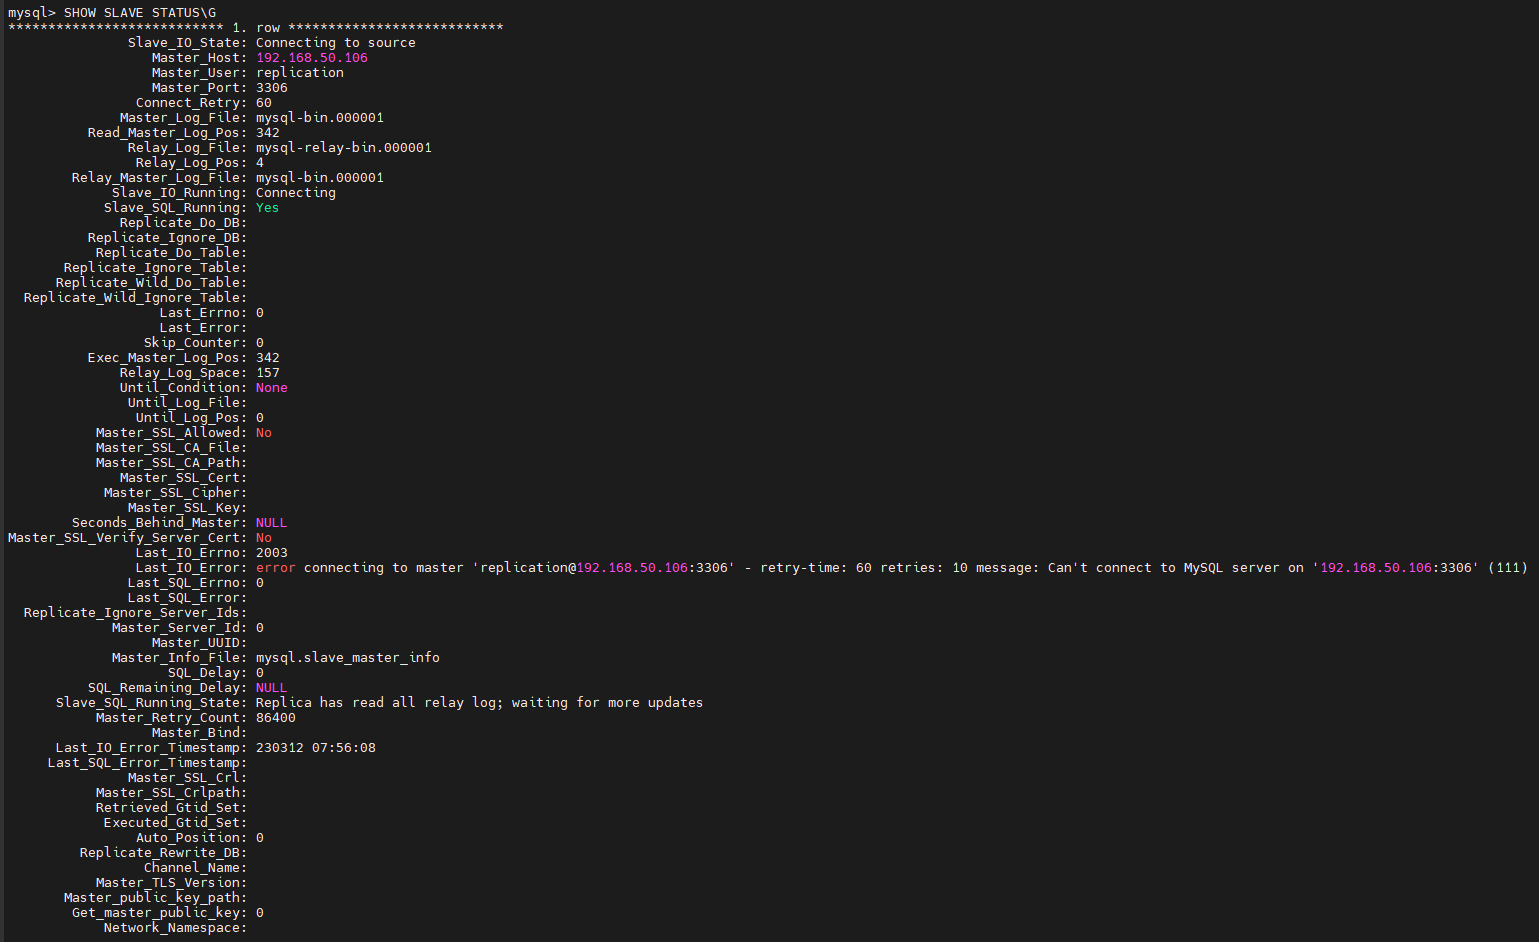 mysql> SHOW SLAVE STATUS\G
*************************** 1. row ***************************
Slave_IO_State: Connecting to source
Master_Host: 192.168.50.106
Master_User: replication
Master_Port: 3306
Connect_Retry: 60
Master_Log_File: mysql-bin.000001
Read_Master_Log_Pos: 342
Relay_Log_File: mysql-relay-bin.000001
Relay_Log_Pos: 4
Relay_Master_Log_File: mysql-bin.000001
Slave_IO_Running: Connecting
Slave_SQL_Running: Yes
Replicate_Do_DB:
Replicate_Ignore_DB:
Replicate_Do_Table:
Replicate_Ignore_Table:
Replicate_Wild_Do_Table:
Replicate_Wild_Ignore_Table:
Last_Errno: 0
Last_Error:
Skip_Counter: 0
Exec_Master_Log_Pos: 342
Relay_Log_Space: 157
Until_Condition: None
Until_Log_File:
Until_Log_Pos: 0
Master_SSL_Allowed: No
Master_SSL_CA_File:
Master_SSL_CA_Path:
Master_SSL_Cert:
Master_SSL_Cipher:
Master_SSL_Key:
Seconds_Behind_Master: NULL
Master_SSL_Verify_Server_Cert: No
Last_IO_Errno: 2003
Last_IO_Error: error connecting to master 'replication@192.168.50.106:3306' - retry-time: 60 retries: 10 message: Can't connect to MySQL server on '192.168.50.106:3306' (111)
Last_SQL_Errno: 0
Last_SQL_Error:
Replicate_Ignore_Server_Ids:
Master_Server_Id: 0
Master_UUID:
Master_Info_File: mysql.slave_master_info
SQL_Delay: 0
SQL_Remaining_Delay: NULL
Slave_SQL_Running_State: Replica has read all relay log; waiting for more updates
Master_Retry_Count: 86400
Master_Bind:
Last_IO_Error_Timestamp: 230312 07:56:08
Last_SQL_Error_Timestamp:
Master_SSL_Crl:
Master_SSL_Crlpath:
Retrieved_Gtid_Set:
Executed_Gtid_Set:
Auto_Position: 0
Replicate_Rewrite_DB:
Channel_Name:
Master_TLS_Version:
Master_public_key_path:
Get_master_public_key: 0
Network_Namespace: